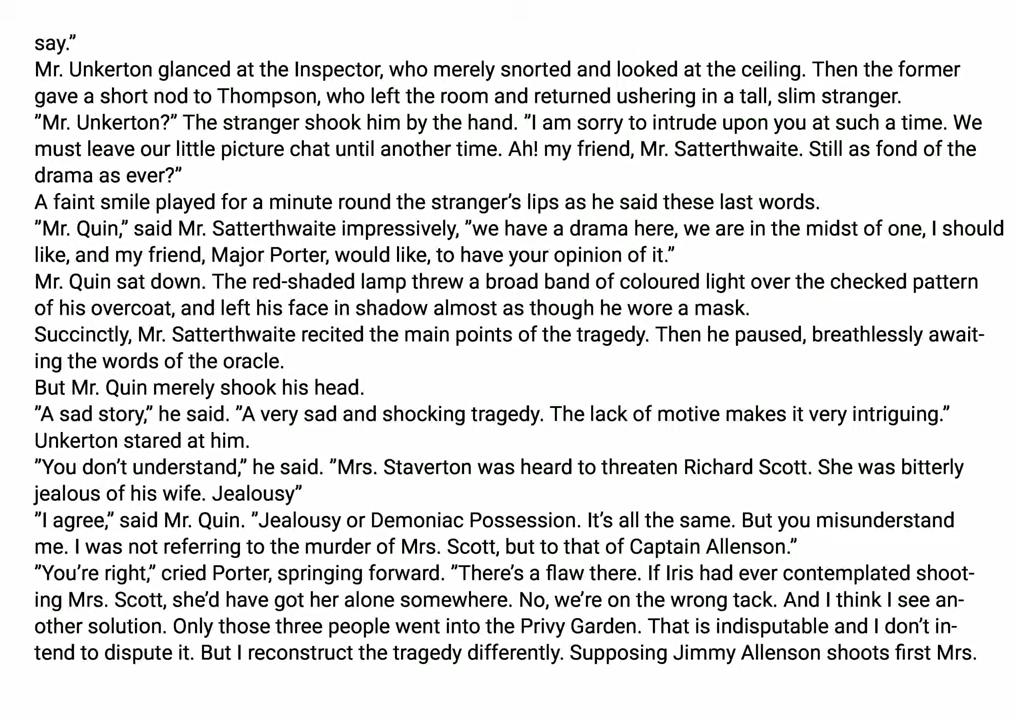 say.”
Mr. Unkerton glanced at the Inspector, who merely snorted and looked at the ceiling. Then the former
gave a short nod to Thompson, who left the room and returned ushering in a tall, slim stranger.
”Mr. Unkerton?” The stranger shook him by the hand. ”I am sorry to intrude upon you at such a time. We
must leave our little picture chat until another time. Ah! my friend, Mr. Satterthwaite. Still as fond of the
drama as ever?”
A faint smile played for a minute round the stranger’s lips as he said these last words.
”Mr. Quin,” said Mr. Satterthwaite impressively, ”we have a drama here, we are in the midst of one, I should
like, and my friend, Major Porter, would like, to have your opinion of it.”
Mr. Quin sat down. The red-shaded lamp threw a broad band of coloured light over the checked pattern
of his overcoat, and left his face in shadow almost as though he wore a mask.
Succinctly, Mr. Satterthwaite recited the main points of the tragedy. Then he paused, breathlessly await-
ing the words of the oracle.
But Mr. Quin merely shook his head.
”A sad story,” he said. ”A very sad and shocking tragedy. The lack of motive makes it very intriguing.”
Unkerton stared at him.
”You don’t understand,” he said. ”Mrs. Staverton was heard to threaten Richard Scott. She was bitterly
jealous of his wife. Jealousy”
”I agree,” said Mr. Quin. ”Jealousy or Demoniac Possession. It’s all the same. But you misunderstand
me. I was not referring to the murder of Mrs. Scott, but to that of Captain Allenson.”
”You’re right,” cried Porter, springing forward. ”There’s a flaw there. If Iris had ever contemplated shoot-
ing Mrs. Scott, she’d have got her alone somewhere. No, we’re on the wrong tack. And I think I see an-
other solution. Only those three people went into the Privy Garden. That is indisputable and I don’t in-
tend to dispute it. But I reconstruct the tragedy differently. Supposing Jimmy Allenson shoots first Mrs.